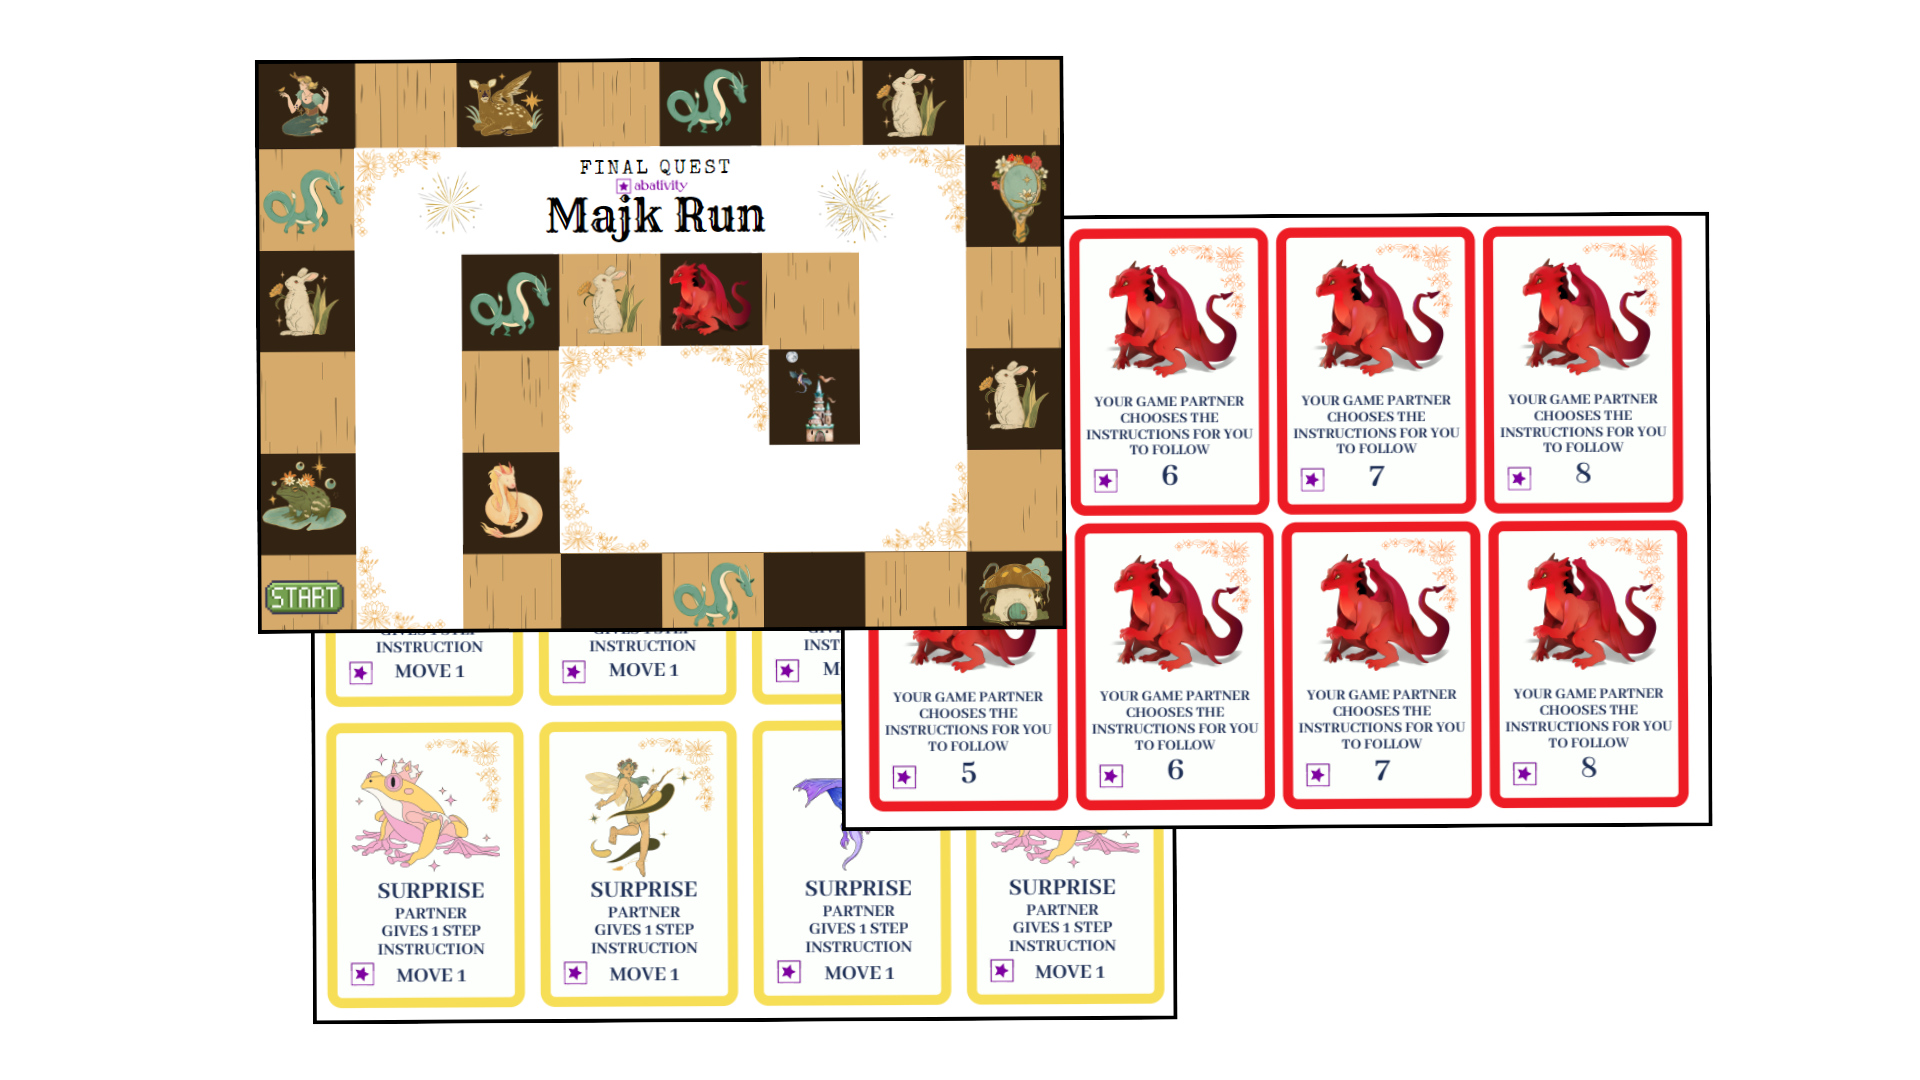 FINAL QUEST
abativity
Majk Run
START
YOUR GAME PARTNER
CHOOSES THE
INSTRUCTIONS FOR YOU
TO FOLLOW
6
YOUR GAME PARTNER
CHOOSES THE
INSTRUCTIONS FOR YOU
TO FOLLOW
7
YOUR GAME PARTNER
CHOOSES THE
INSTRUCTIONS FOR YOU
TO FOLLOW
8
YOUR GAME PARTNER
CHOOSES THE
INSTRUCTIONS FOR YOU
TO FOLLOW
5
YOUR GAME PARTNER
CHOOSES THE
INSTRUCTIONS FOR YOU
TO FOLLOW
6
YOUR GAME PARTNER
CHOOSES THE
INSTRUCTIONS FOR YOU
TO FOLLOW
7
YOUR GAME PARTNER
CHOOSES THE
INSTRUCTIONS FOR YOU
TO FOLLOW
8
INSTRUCTION
MOVE 1
INSTRUCTION
MOVE 1
INST
M
SURPRISE
PARTNER
GIVES 1 STEP
INSTRUCTION
MOVE 1
SURPRISE
PARTNER
GIVES 1 STEP
INSTRUCTION
MOVE 1
SURPRISE
PARTNER
GIVES 1 STEP
INSTRUCTION
MOVE 1
SURPRISE
PARTNER
GIVES 1 STEP
INSTRUCTION
MOVE 1